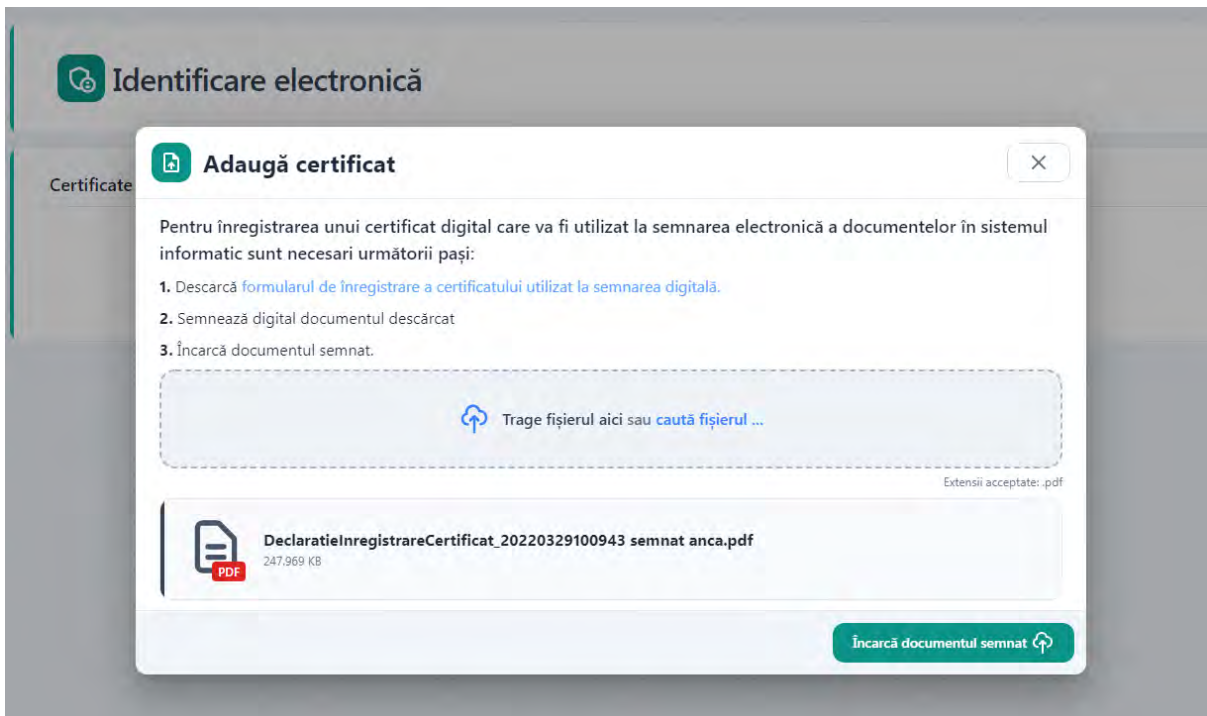 Identificare electronică
Adaugă certificat
Certificate
Pentru înregistrarea unui certificat digital care va fi utilizat la semnarea electronică a documentelor în sistemul
informatic sunt necesari următorii pași:
1. Descarcă formularul de înregistrare a certificatului utilizat la semnarea digitală.
2. Semnează digital documentul descărcat
3. Încarcă documentul semnat.
Trage fișierul aici sau caută fișierul ...
Extensii acceptate: .pdf
DeclaratieInregistrareCertificat_20220329100943 semnat anca.pdf
247.969 KB
PDF
Încarcă documentul semnat